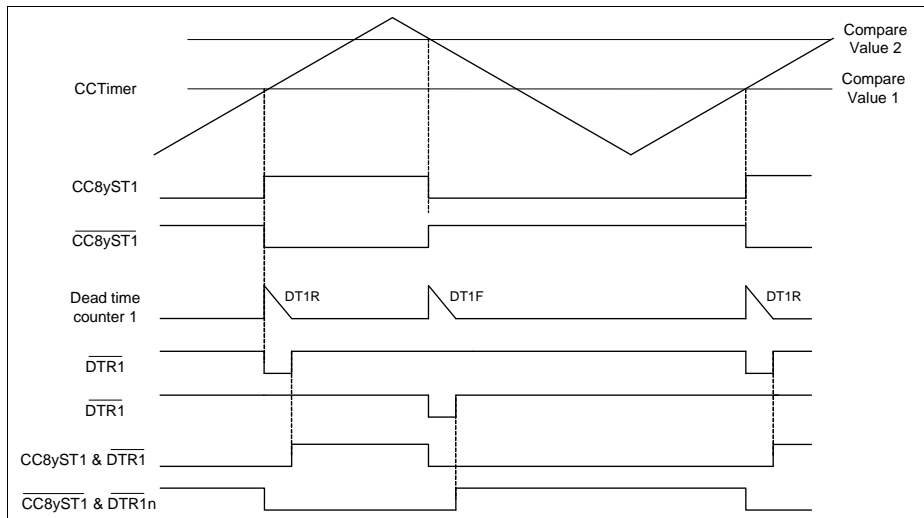 Compare
Value 2
CCTimer
Compare
Value 1
CC8yST1
CC8yST1
Dead time
counter 1
DT1R
DT1F
DT1R
DTR1
DTR1
CC8yST1 & DTR1
CC8yST1 & DTR1n